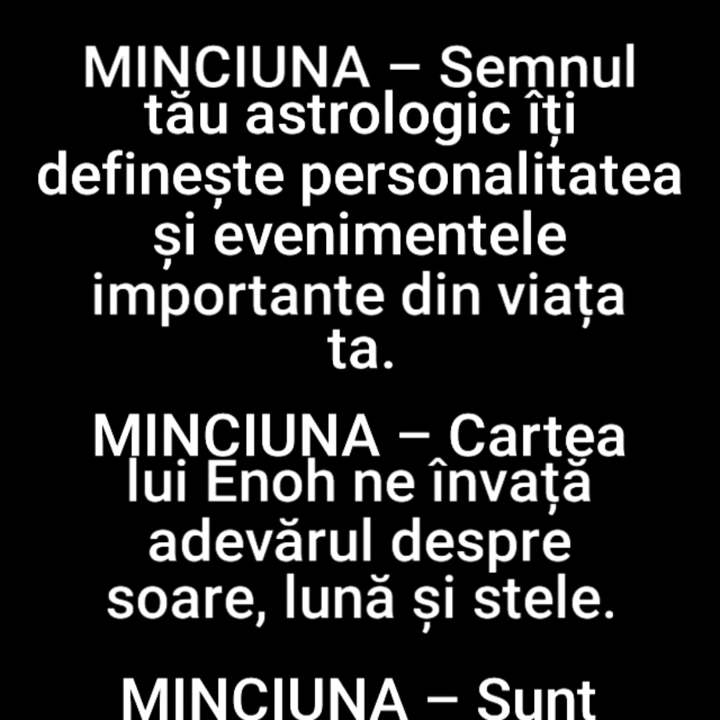 MINCIUNA – Semnul
tău astrologic îți
definește personalitatea
și evenimentele
importante din viața
ta.
MINCIUNA – Cartea
lui Enoh ne învață
adevărul despre
soare, lună și stele.
MINCIUNA – Sunt